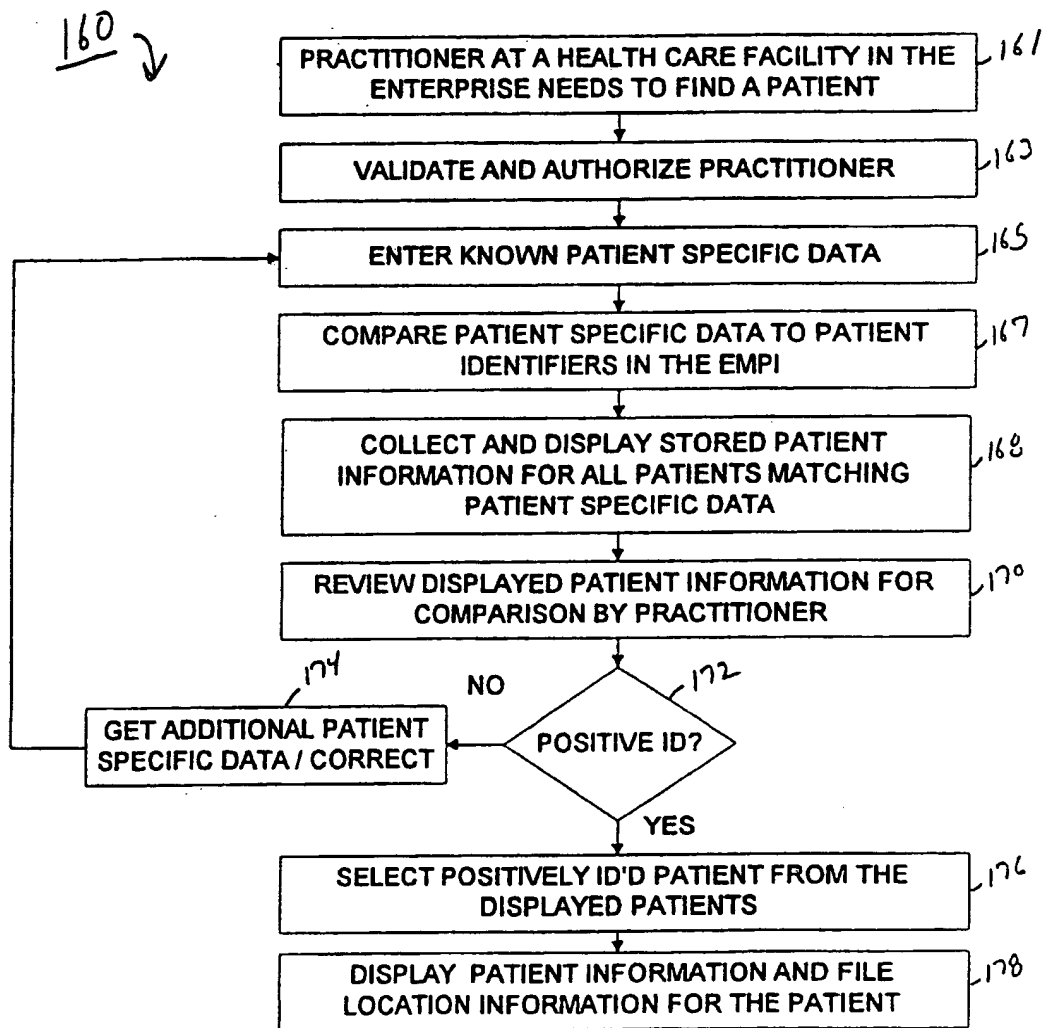 160
PRACTITIONER AT A HEALTH CARE FACILITY IN THE
ENTERPRISE NEEDS TO FIND A PATIENT
161
VALIDATE AND AUTHORIZE PRACTITIONER
163
ENTER KNOWN PATIENT SPECIFIC DATA
165
COMPARE PATIENT SPECIFIC DATA TO PATIENT
IDENTIFIERS IN THE EMPI
167
COLLECT AND DISPLAY STORED PATIENT
INFORMATION FOR ALL PATIENTS MATCHING
PATIENT SPECIFIC DATA
168
REVIEW DISPLAYED PATIENT INFORMATION FOR
COMPARISON BY PRACTITIONER
170
172
POSITIVE ID?
NO
174
GET ADDITIONAL PATIENT
SPECIFIC DATA / CORRECT
YES
SELECT POSITIVELY ID'D PATIENT FROM THE
DISPLAYED PATIENTS
176
DISPLAY PATIENT INFORMATION AND FILE
LOCATION INFORMATION FOR THE PATIENT
178